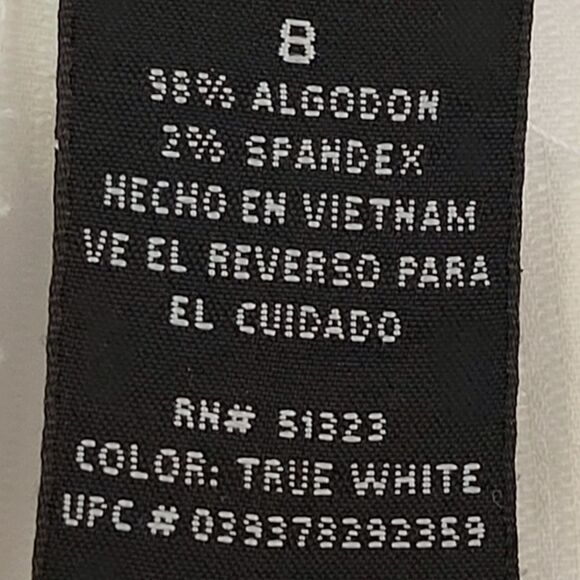 8
98% ALGODON
2% SPANDEX
HECHO EN VIETNAM
VE EL REVERSO PARA
EL CUIDADO
RN# 51323
COLOR: TRUE WHITE
UPC # 039378292359